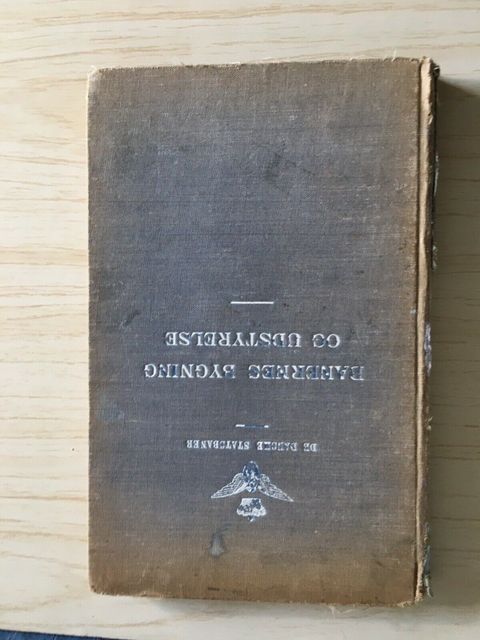 DE DANSKE STATSBANER
BANERNES BYGNING
OG UDSTYRELSE